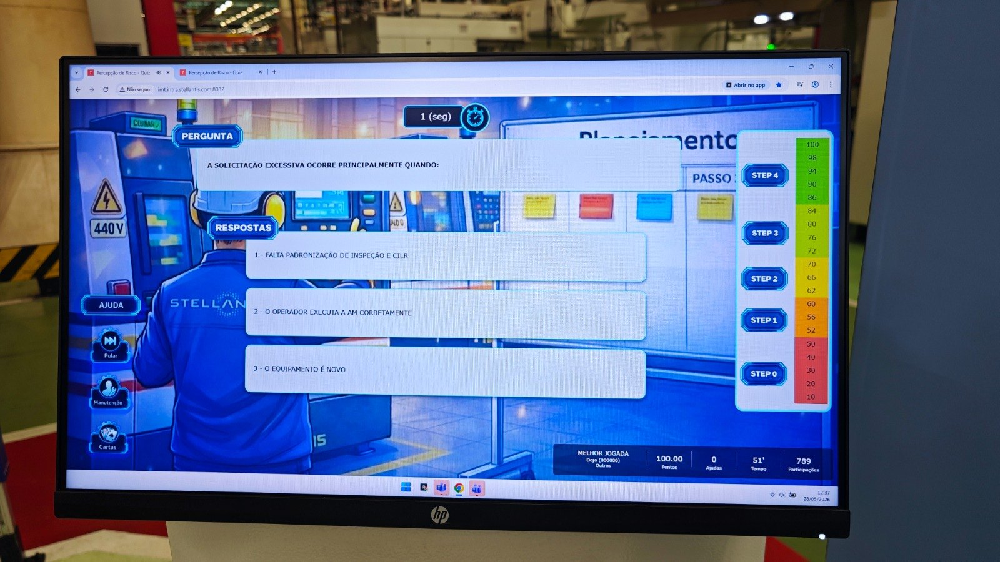 Percepção de Risco - Quiz
Percepção de Risco - Quiz
Não seguro
imt.intra.stellantis.com:8082
Abrir no app
1 (seg)
PERGUNTA
A SOLICITAÇÃO EXCESSIVA OCORRE PRINCIPALMENTE QUANDO:
PASSO
440V
RESPOSTAS
1 - FALTA PADRONIZAÇÃO DE INSPEÇÃO E CILR
2 - O OPERADOR EXECUTA A AM CORRETAMENTE
3 - O EQUIPAMENTO É NOVO
STELLAN
AJUDA
Pular
Manutenção
Cartas
STEP 4
STEP 3
STEP 2
STEP 1
STEP 0
100
98
94
90
86
84
80
76
72
70
66
62
60
56
52
50
40
30
20
10
MELHOR JOGADA
Dojo (000000)
Outros
100.00
Pontos
0
Ajudas
51'
Tempo
789
Participações
12:37
28/05/2026
hp